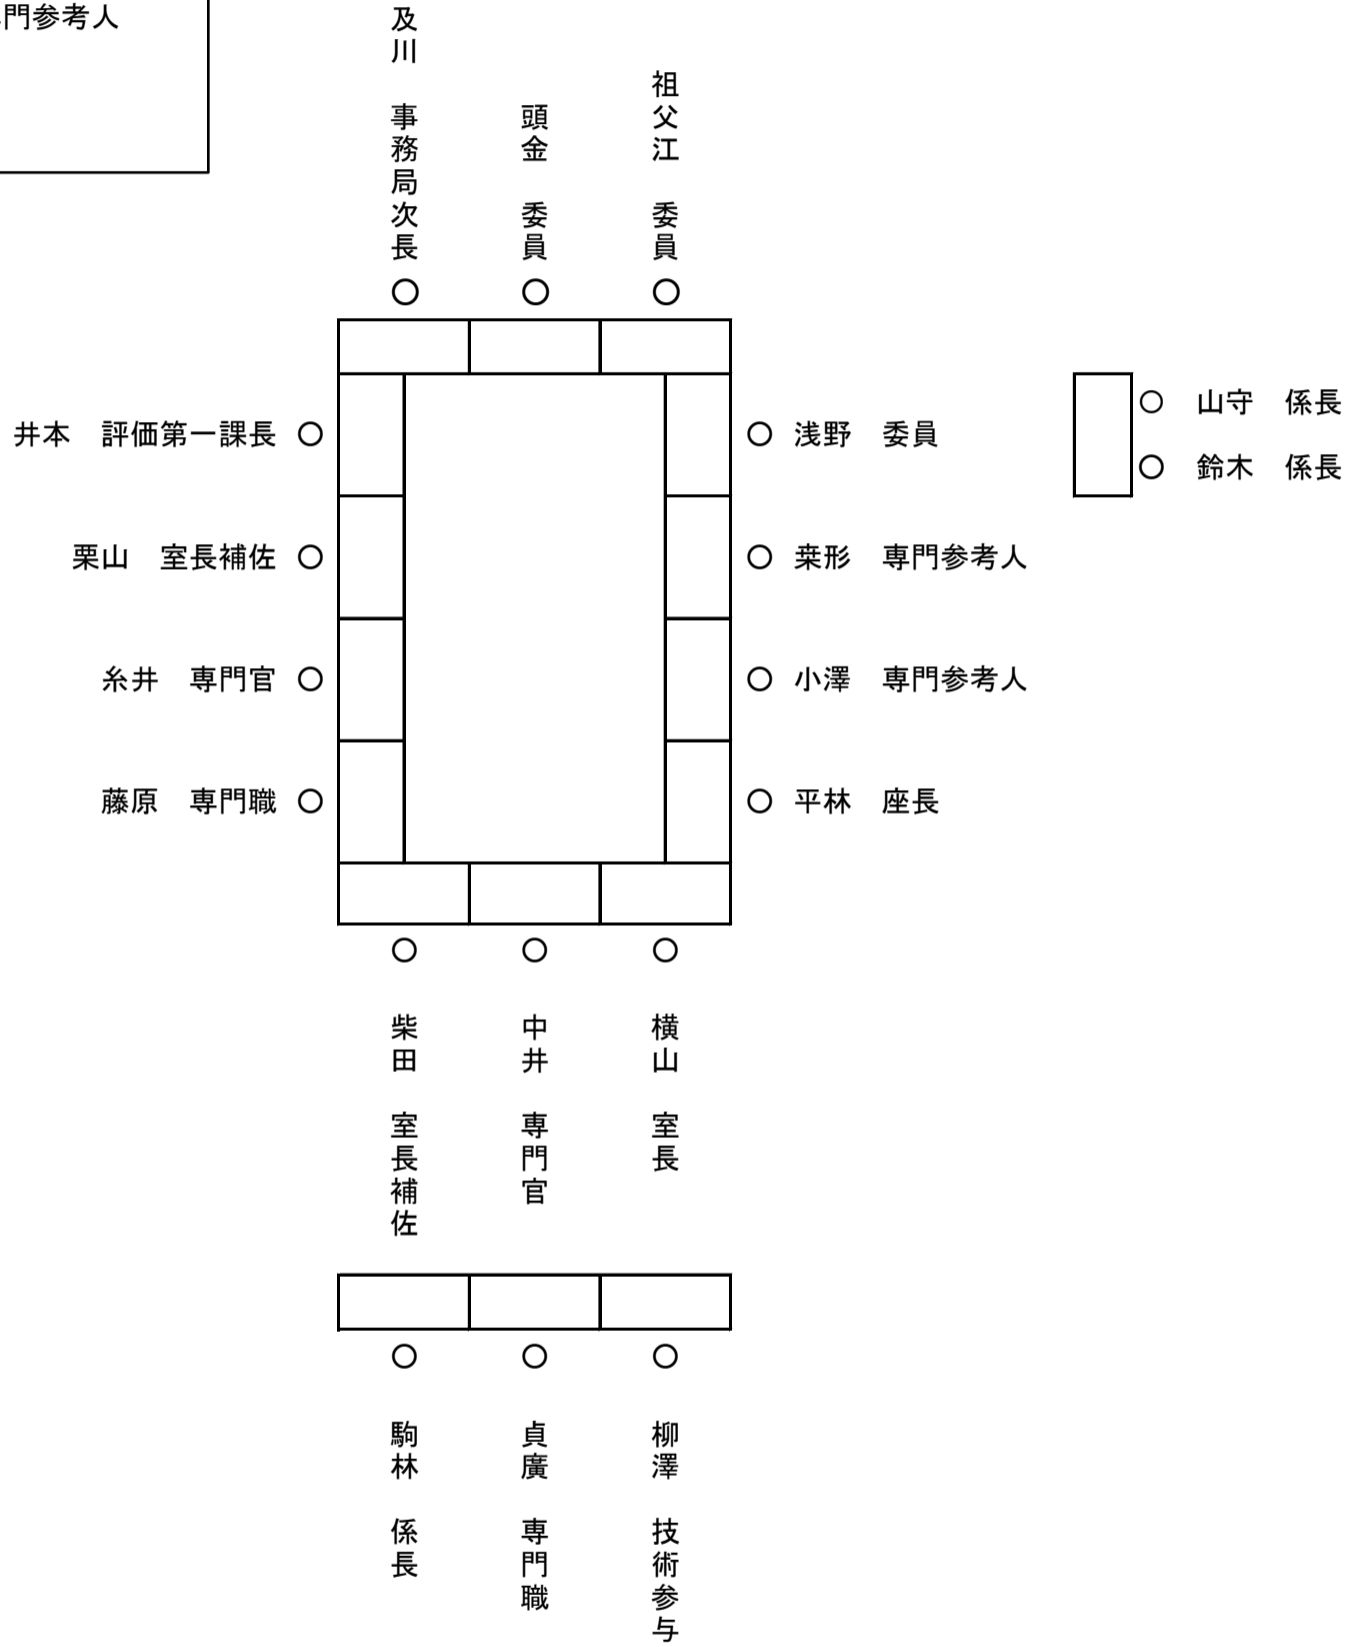 門参考人
及川　事務局次長
頭金　委員
祖父江　委員
井本　評価第一課長
栗山　室長補佐
糸井　専門官
藤原　専門職
浅野　委員
桒形　専門参考人
小澤　専門参考人
平林　座長
山守　係長
鈴木　係長
柴田　室長補佐
中井　専門官
横山　室長
駒林　係長
貞廣　専門職
柳澤　技術参与